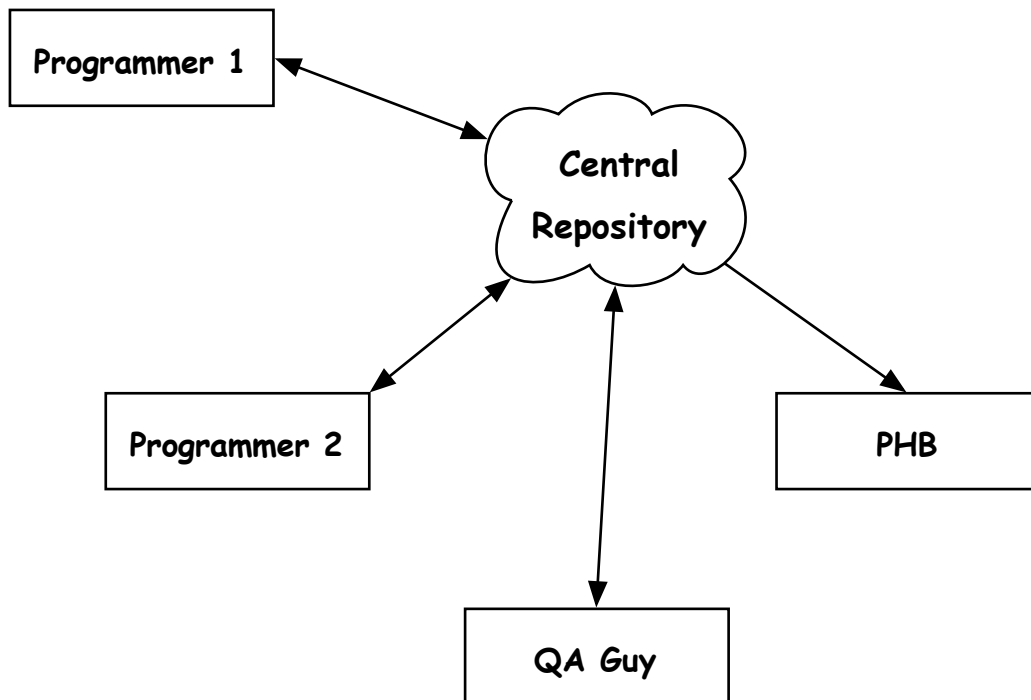 Programmer 1
Central
Repository
Programmer 2
PHB
QA Guy